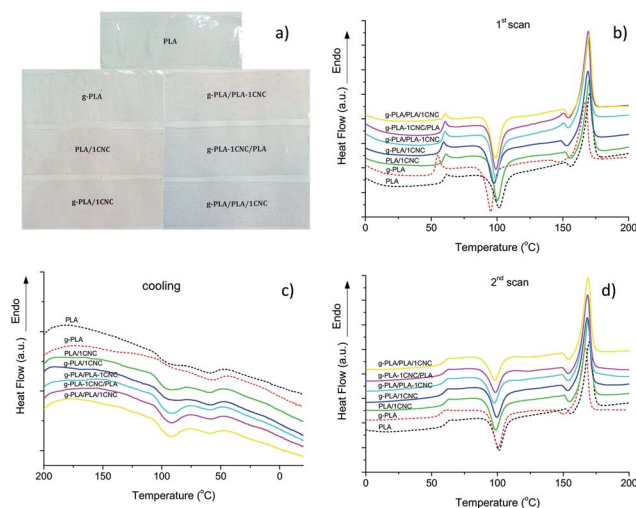 PLA
a)
g-PLA
g-PLA/PLA-1CNC
PLA/1CNC
g-PLA-1CNC/PLA
g-PLA/1CNC
g-PLA/PLA/1CNC
1st scan
b)
Endo
Heat Flow (a.u.)
g-PLA/PLA/1CNC
g-PLA-1CNC/PLA
g-PLA/PLA-1CNC
g-PLA/1CNC
PLA/1CNC
g-PLA
PLA
0 50 100 150 200
Temperature (°C)
cooling
c)
Endo
Heat Flow (a.u.)
PLA
g-PLA
PLA/1CNC
g-PLA/1CNC
g-PLA/PLA-1CNC
g-PLA-1CNC/PLA
g-PLA/PLA/1CNC
200 150 100 50 0
Temperature (°C)
2nd scan
d)
Endo
Heat Flow (a.u.)
g-PLA/PLA/1CNC
g-PLA-1CNC/PLA
g-PLA/PLA-1CNC
g-PLA/1CNC
PLA/1CNC
g-PLA
PLA
0 50 100 150 200
Temperature (°C)